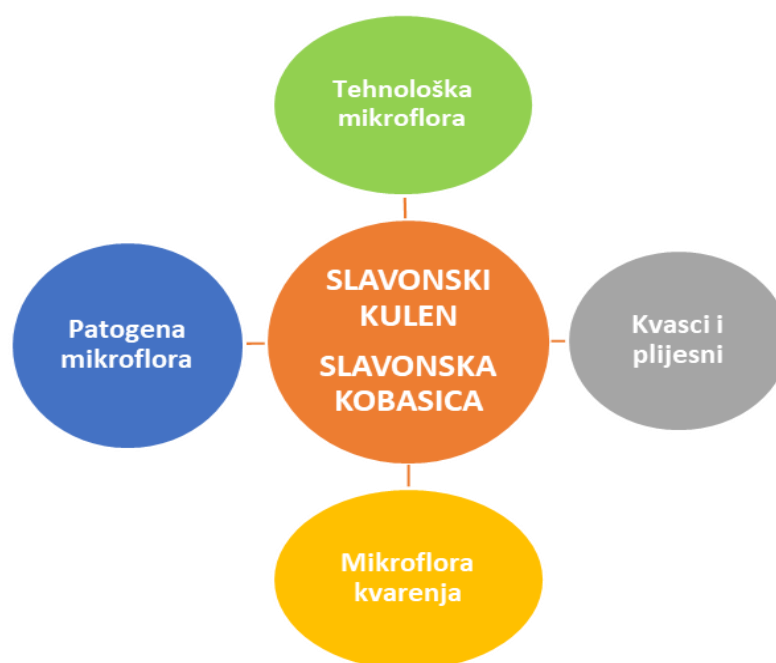 Tehnološka
mikroflora
SLAVONSKI
KULEN
SLAVONSKA
KOBASICA
Patogena
mikroflora
Kvasci i
plijesni
Mikroflora
kvarenja